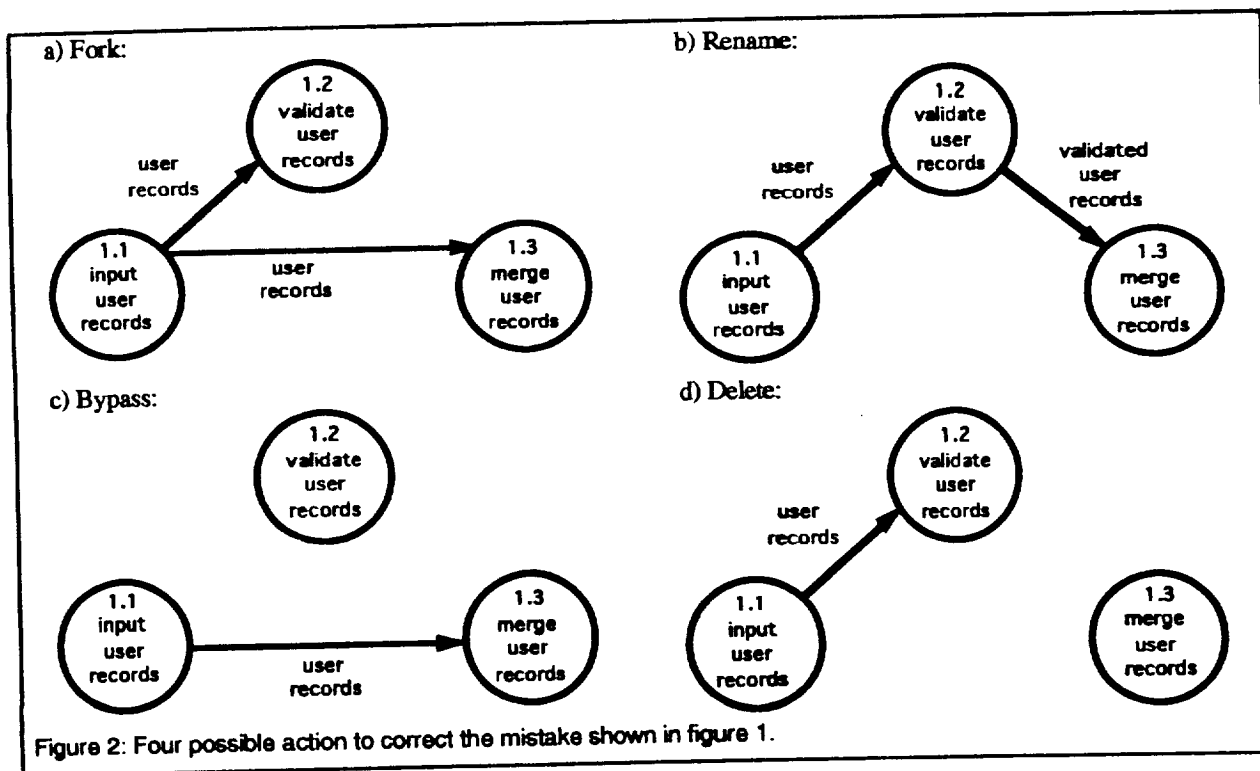 a) Fork:
1.2
validate
user
records
user
records
1.1
input
user
records
user
records
1.3
merge
user
records
b) Rename:
1.2
validate
user
records
user
records
validated
user
records
1.1
input
user
records
1.3
merge
user
records
c) Bypass:
1.2
validate
user
records
1.1
input
user
records
user
records
1.3
merge
user
records
d) Delete:
1.2
validate
user
records
user
records
1.1
input
user
records
1.3
merge
user
records
Figure 2: Four possible action to correct the mistake shown in figure 1.